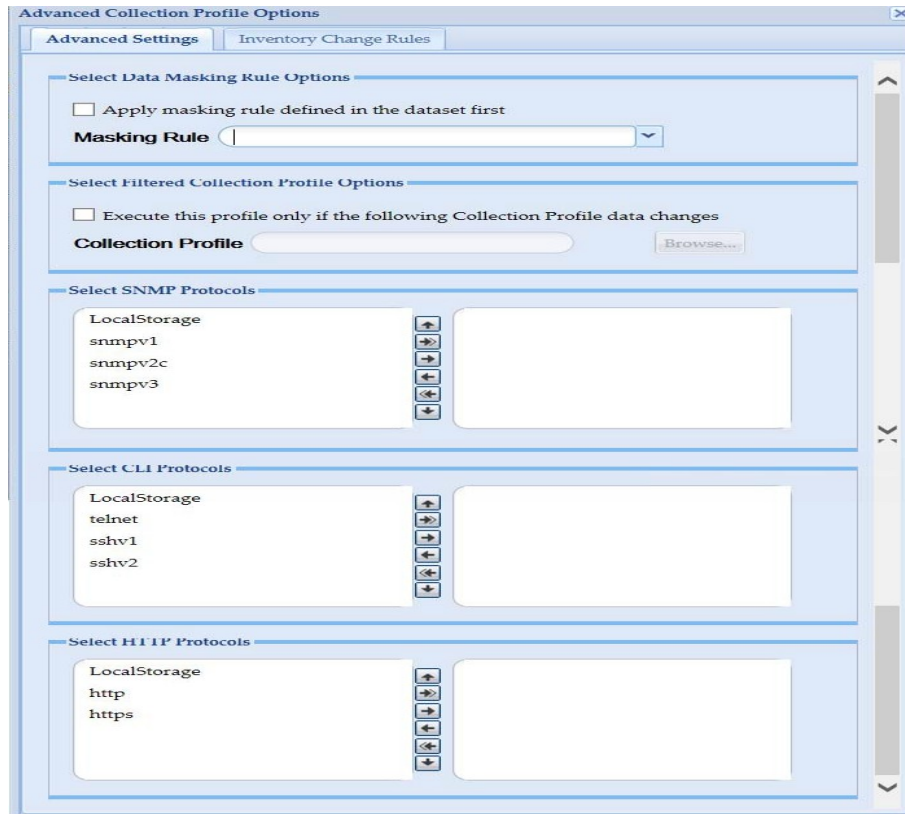 Advanced Collection Profile Options
Advanced Settings
Inventory Change Rules
Select Data Masking Rule Options
Apply masking rule defined in the dataset first
Masking Rule
Select Filtered Collection Profile Options
Execute this profile only if the following Collection Profile data changes
Collection Profile
Browse...
Select SNMP Protocols
LocalStorage
snmpv1
snmpv2c
snmpv3
Select CLI Protocols
LocalStorage
telnet
sshv1
sshv2
Select HTTP Protocols
LocalStorage
http
https